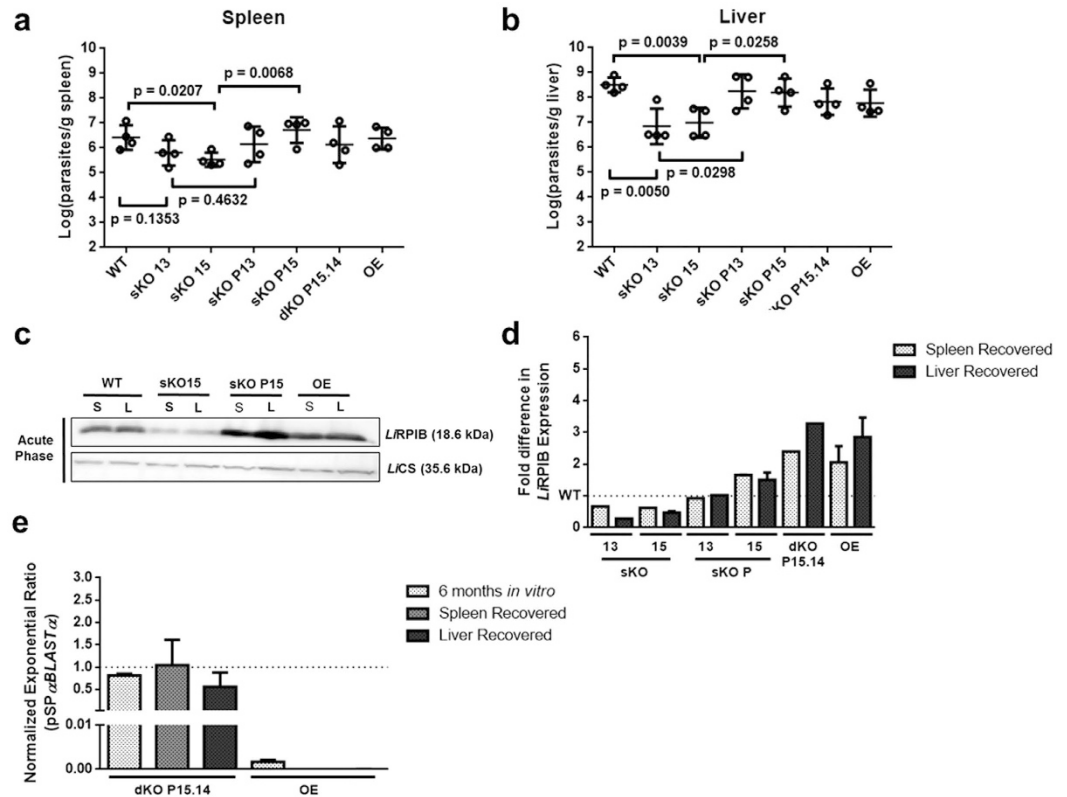 a
Spleen
Log(parasites/g spleen)
10
9
8
7
6
5
4
3
2
p = 0.0207
p = 0.0068
p = 0.4632
p = 0.1353
WT
sKO 13
sKO 15
sKO P13
sKO P15
dKO P15.14
OE
b
Liver
Log(parasites/g liver)
10
9
8
7
6
5
4
3
2
p = 0.0039
p = 0.0258
p = 0.0298
p = 0.0050
WT
sKO 13
sKO 15
sKO P13
sKO P15
KO P15.14
OE
c
WT sKO15 sKO P15 OE
S L S L S L S L
Acute
Phase
LiRPIB (18.6 kDa)
LiCS (35.6 kDa)
d
Fold difference in
LiRPIB Expression
6
5
4
3
2
WT
0
Spleen Recovered
Liver Recovered
13 15 13 15 dKO P15.14 OE
sKO sKO P
e
Normalized Exponential Ratio
(pSPαBLASTα)
3.0
2.5
2.0
1.5
1.0
0.5
0.01
0.00
6 months in vitro
Spleen Recovered
Liver Recovered
dKO P15.14 OE